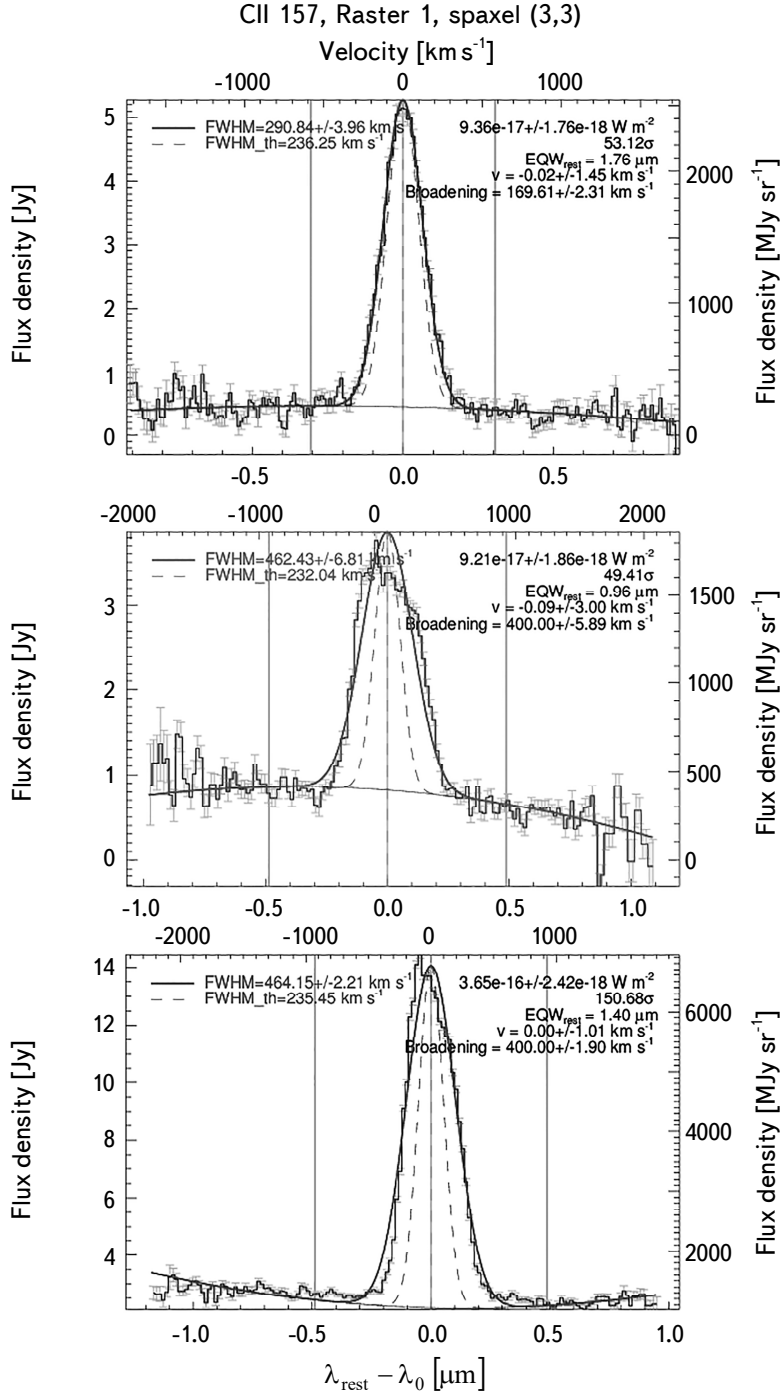 CII 157, Raster 1, spaxel (3,3)
Velocity [km s⁻¹]
-1000 0 1000
FWHM=290.84+/-3.96 km s⁻¹
FWHM_th=236.25 km s⁻¹
9.36e-17+/-1.76e-18 W m⁻²
53.12σ
EQW_rest = 1.76 μm
v = -0.02+/-1.45 km s⁻¹
Broadening = 169.61+/-2.31 km s⁻¹
Flux density [Jy]
5
4
3
2
1
0
Flux density [MJy sr⁻¹]
2000
1000
0
-0.5 0.0 0.5
-2000 -1000 0 1000 2000
FWHM=462.43+/-6.81 km s⁻¹
FWHM_th=232.04 km s⁻¹
9.21e-17+/-1.86e-18 W m⁻²
49.41σ
EQW_rest = 0.96 μm
v = -0.09+/-3.00 km s⁻¹
Broadening = 400.00+/-5.89 km s⁻¹
Flux density [Jy]
3
2
1
0
Flux density [MJy sr⁻¹]
1500
1000
500
0
-1.0 -0.5 0.0 0.5 1.0
-2000 -1000 0 1000
FWHM=464.15+/-2.21 km s⁻¹
FWHM_th=235.45 km s⁻¹
3.65e-16+/-2.42e-18 W m⁻²
150.68σ
EQW_rest = 1.40 μm
v = 0.00+/-1.01 km s⁻¹
Broadening = 400.00+/-1.90 km s⁻¹
Flux density [Jy]
14
12
10
8
6
4
Flux density [MJy sr⁻¹]
6000
4000
2000
-1.0 -0.5 0.0 0.5 1.0
λ_rest − λ_0 [μm]